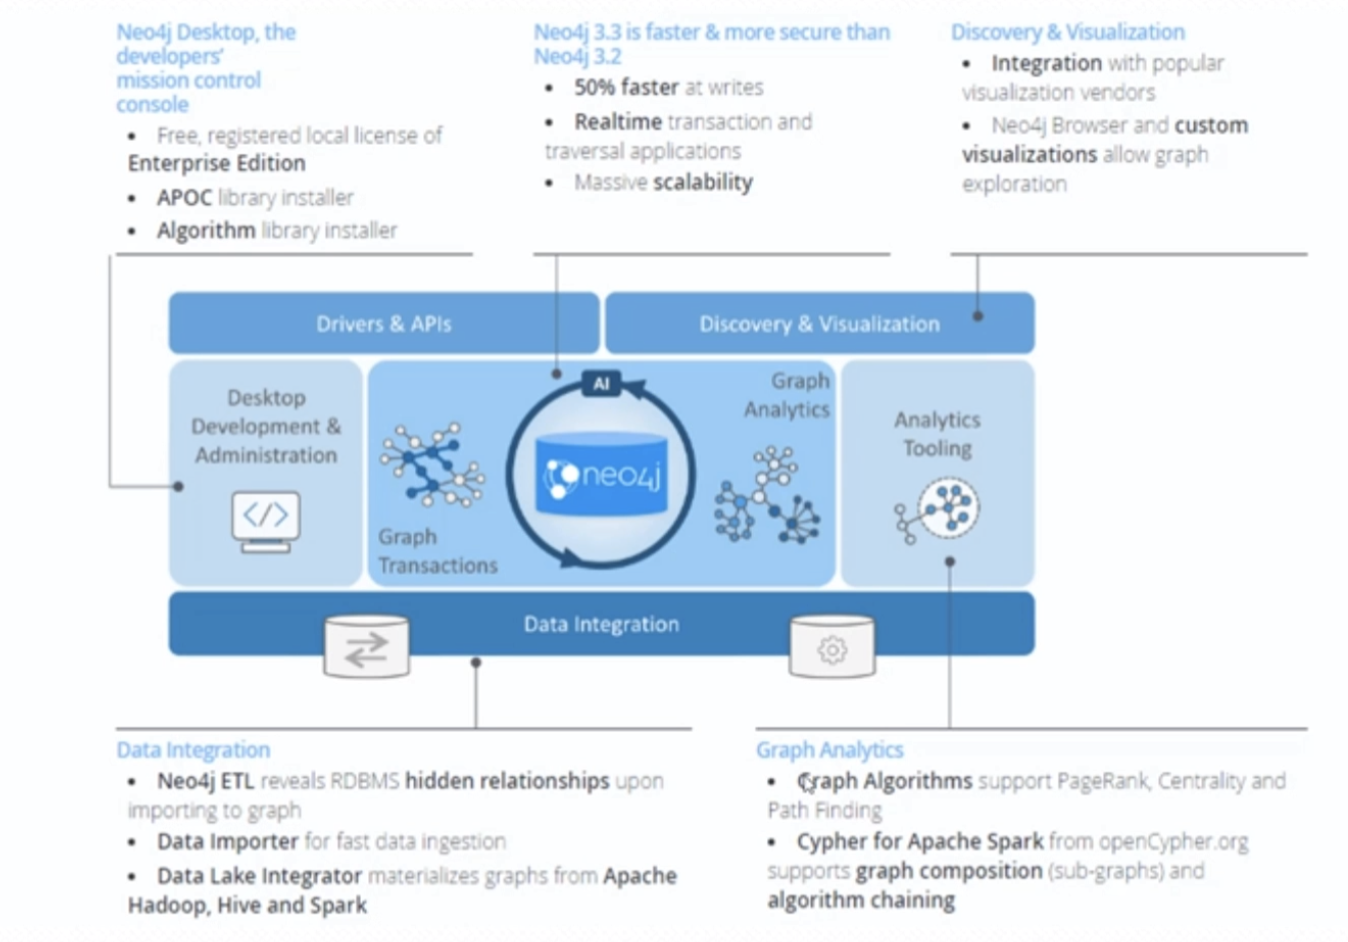 Neo4j Desktop, the
developers'
mission control
console
• Free, registered local license of
Enterprise Edition
• APOC library installer
• Algorithm library installer
Neo4j 3.3 is faster & more secure than
Neo4j 3.2
• 50% faster at writes
• Realtime transaction and
traversal applications
• Massive scalability
Discovery & Visualization
• Integration with popular
visualization vendors
• Neo4j Browser and custom
visualizations allow graph
exploration
Drivers & APIs
Discovery & Visualization
Desktop
Development &
Administration
</>
Graph
Transactions
AI
neo4j
Graph
Analytics
Analytics
Tooling
Data Integration
Data Integration
• Neo4j ETL reveals RDBMS hidden relationships upon
importing to graph
• Data Importer for fast data ingestion
• Data Lake Integrator materializes graphs from Apache
Hadoop, Hive and Spark
Graph Analytics
• Graph Algorithms support PageRank, Centrality and
Path Finding
• Cypher for Apache Spark from openCypher.org
supports graph composition (sub-graphs) and
algorithm chaining